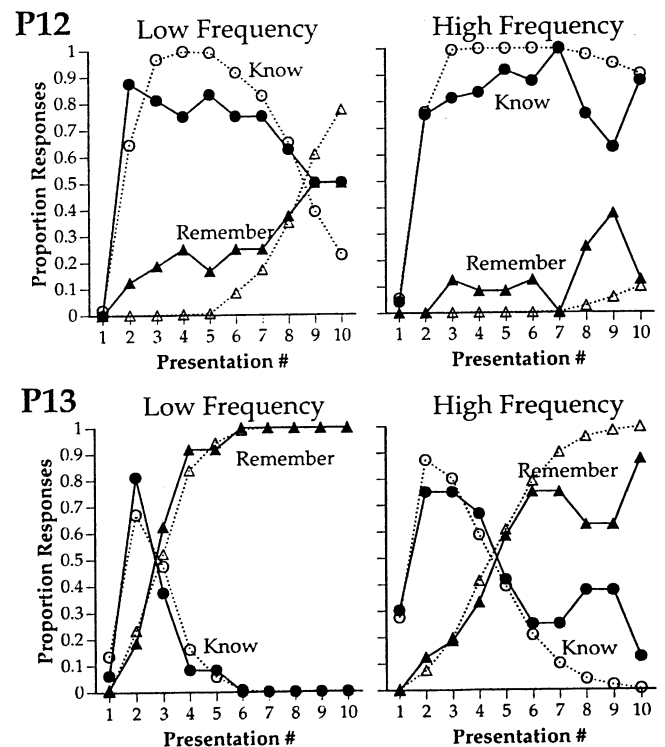 P12
Low Frequency
High Frequency
Proportion Responses
1
0.9
0.8
0.7
0.6
0.5
0.4
0.3
0.2
0.1
0
Know
Remember
1 2 3 4 5 6 7 8 9 10
Presentation #
Know
Remember
1 2 3 4 5 6 7 8 9 10
Presentation #
P13
Low Frequency
High Frequency
Proportion Responses
1
0.9
0.8
0.7
0.6
0.5
0.4
0.3
0.2
0.1
0
Remember
Know
1 2 3 4 5 6 7 8 9 10
Presentation #
Remember
Know
1 2 3 4 5 6 7 8 9 10
Presentation #